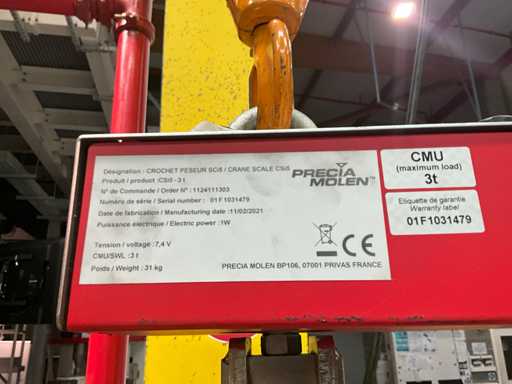 Désignation : CROCHET PESEUR SCi5 / CRANE SCALE CSi5
Produit / product :CSi5 - 3 t
N° de Commande / Order N° : 1124111303
Numéro de série / Serial number : 01F1031479
Date de fabrication / Manufacturing date :11/02/2021
Puissance électrique / Electric power :1W
Tension / voltage :7,4 V
CMU/SWL : 3 t
Poids / Weight : 31 kg
PRECIA
MOLEN™
CE
PRECIA MOLEN BP106, 07001 PRIVAS FRANCE
CMU
(maximum load)
3t
Etiquette de garantie
Warranty label
01F1031479